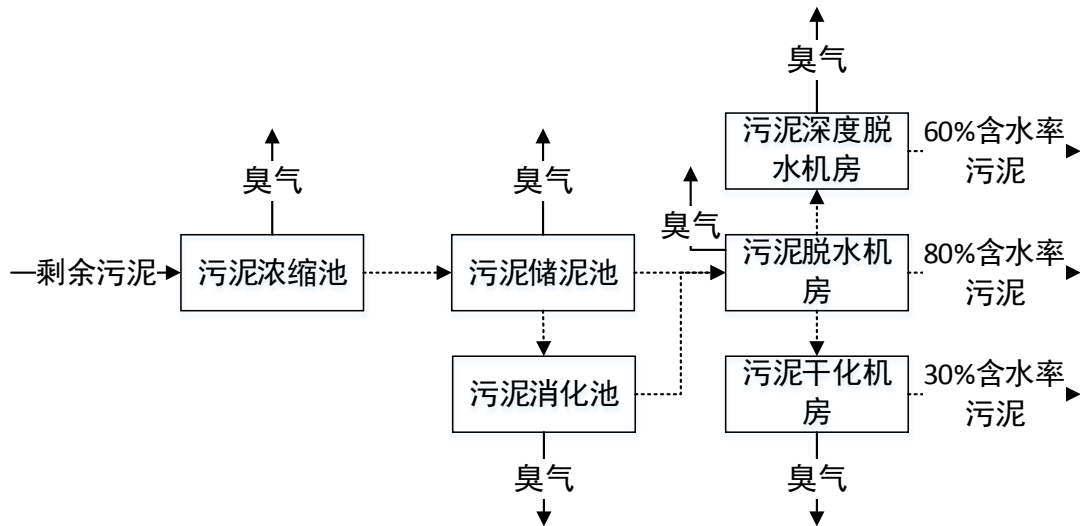 臭气
污泥深度脱
水机房
60%含水率
污泥
臭气
臭气
臭气
剩余污泥
污泥浓缩池
污泥储泥池
污泥脱水机
房
80%含水率
污泥
污泥消化池
污泥干化机
房
30%含水率
污泥
臭气
臭气